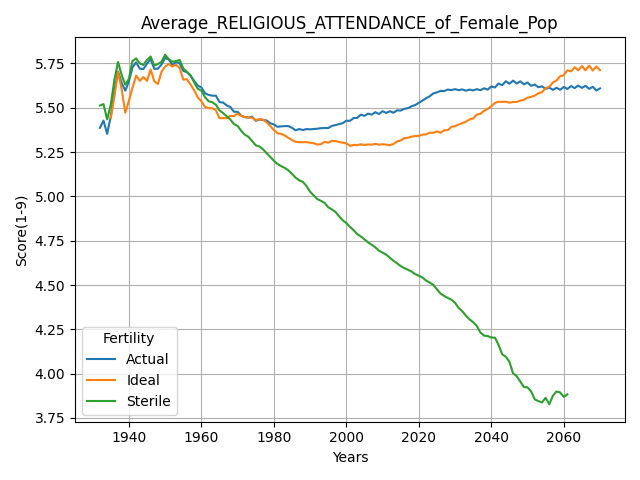 Average_RELIGIOUS_ATTENDANCE_of_Female_Pop
Score(1-9)
5.75
5.50
5.25
5.00
4.75
4.50
4.25
4.00
3.75
Fertility
Actual
Ideal
Sterile
1940 1960 1980 2000 2020 2040 2060
Years